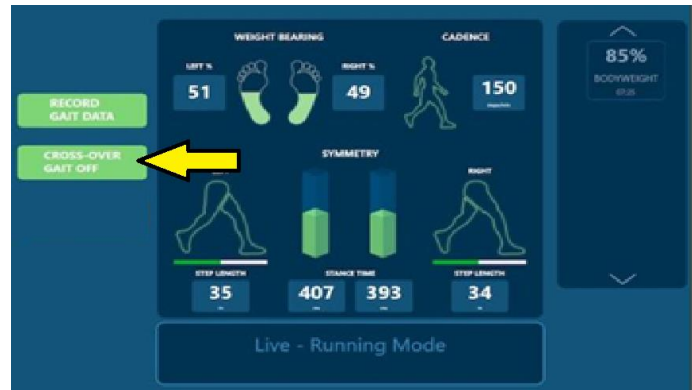 WEIGHT BEARING
CADENCE
LEFT %
RIGHT %
51
49
150
85%
BODYWEIGHT
RECORD
GAIT DATA
CROSS-OVER
GAIT OFF
SYMMETRY
RIGHT
STEP LENGTH
STANCE TIME
STEP LENGTH
35
407
393
34
Live - Running Mode